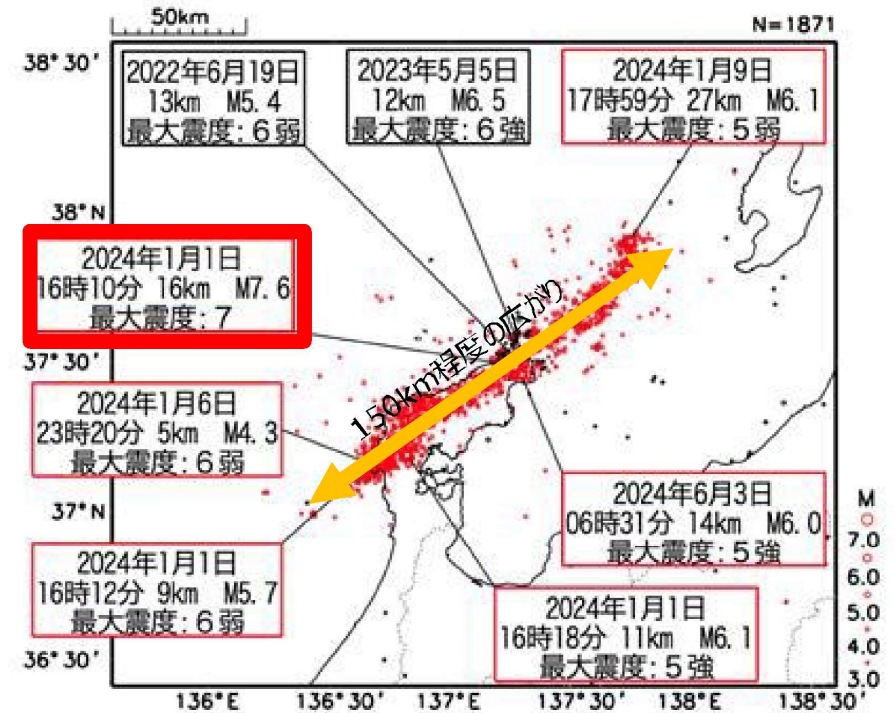 50km
N=1871
38°30′
2022年6月19日
13km M5.4
最大震度:6弱
2023年5月5日
12km M6.5
最大震度:6強
2024年1月9日
17時59分 27km M6.1
最大震度:5弱
38°N
2024年1月1日
16時10分 16km M7.6
最大震度:7
150km程度の広がり
37°30′
2024年1月6日
23時20分 5km M4.3
最大震度:6弱
37°N
2024年6月3日
06時31分 14km M6.0
最大震度:5強
M
7.0
6.0
5.0
4.0
3.0
2024年1月1日
16時12分 9km M5.7
最大震度:6弱
2024年1月1日
16時18分 11km M6.1
最大震度:5強
36°30′
136°E
136°30′
137°E
137°30′
138°E
138°30′